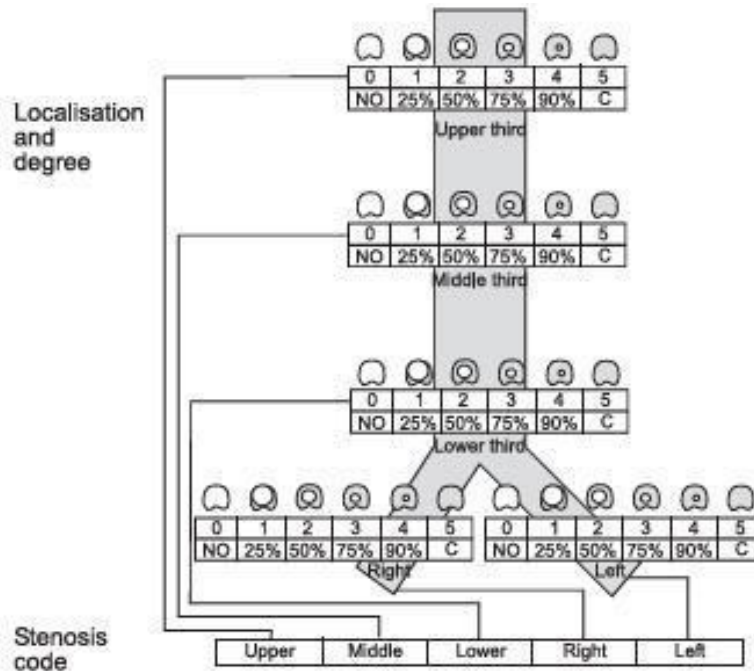 0 1 2 3 4 5
NO 25% 50% 75% 90% C
Upper third
Localisation
and
degree
0 1 2 3 4 5
NO 25% 50% 75% 90% C
Middle third
0 1 2 3 4 5
NO 25% 50% 75% 90% C
Lower third
0 1 2 3 4 5
NO 25% 50% 75% 90% C
Right
0 1 2 3 4 5
NO 25% 50% 75% 90% C
Left
Stenosis
code
Upper Middle Lower Right Left